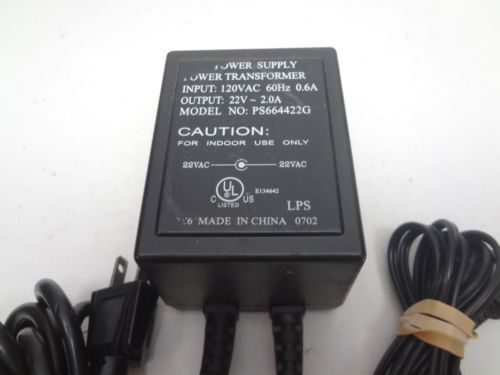 POWER SUPPLY
POWER TRANSFORMER
INPUT: 120VAC 60Hz 0.6A
OUTPUT: 22V ~ 2.0A
MODEL NO: PS664422G
CAUTION:
FOR INDOOR USE ONLY
22VAC 22VAC
C UL US
LISTED
E134642
LPS
MADE IN CHINA 0702